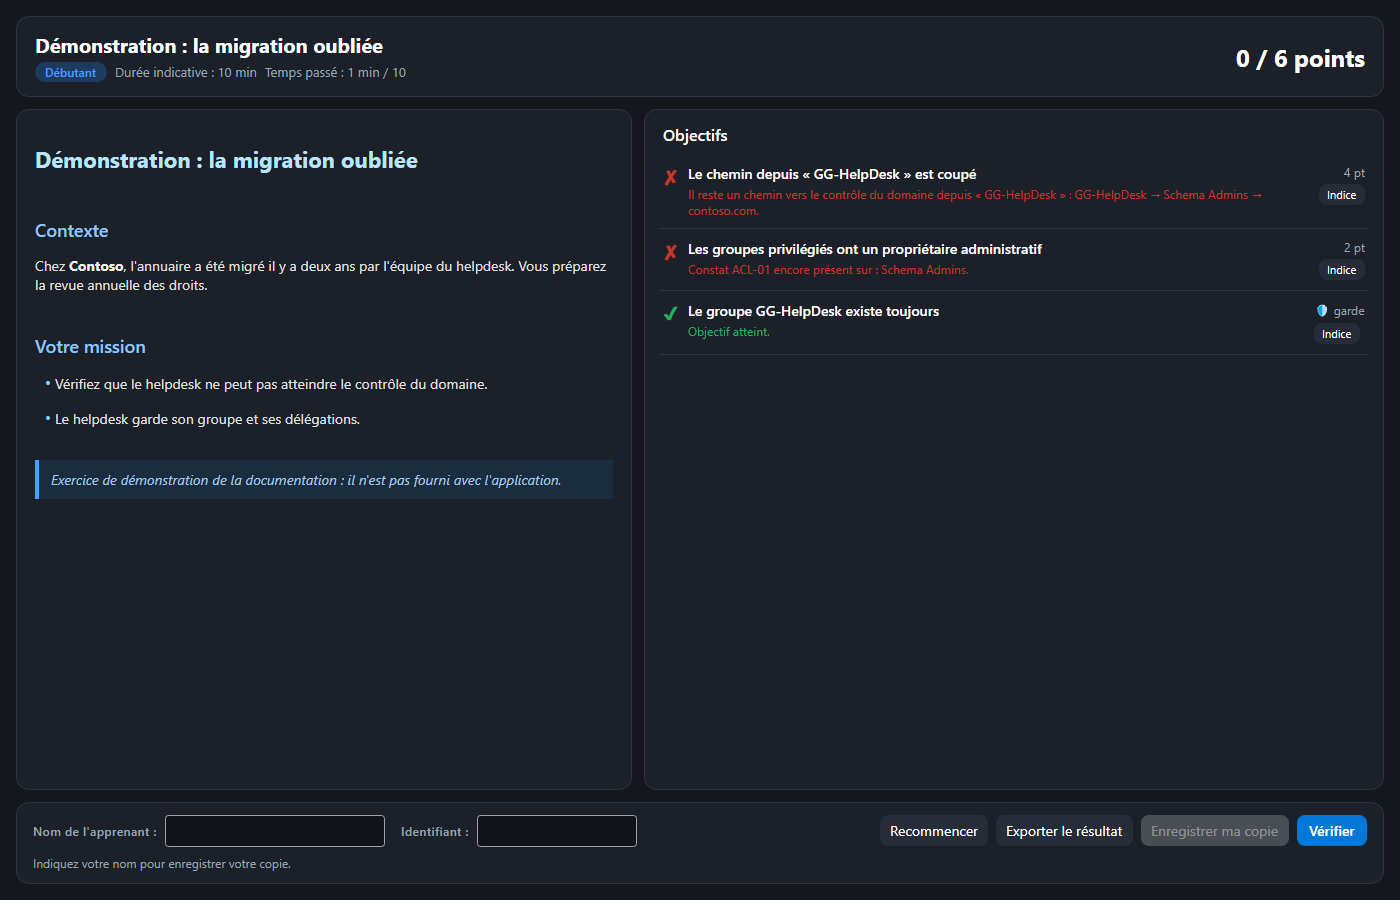 Démonstration : la migration oubliée
Débutant Durée indicative : 10 min Temps passé : 1 min / 10
0 / 6 points
Démonstration : la migration oubliée
Contexte
Chez Contoso, l'annuaire a été migré il y a deux ans par l'équipe du helpdesk. Vous préparez
la revue annuelle des droits.
Votre mission
• Vérifiez que le helpdesk ne peut pas atteindre le contrôle du domaine.
• Le helpdesk garde son groupe et ses délégations.
Exercice de démonstration de la documentation : il n'est pas fourni avec l'application.
Objectifs
✘ Le chemin depuis « GG-HelpDesk » est coupé
4 pt
Il reste un chemin vers le contrôle du domaine depuis « GG-HelpDesk » : GG-HelpDesk → Schema Admins →
contoso.com.
Indice
✘ Les groupes privilégiés ont un propriétaire administratif
2 pt
Constat ACL-01 encore présent sur : Schema Admins.
Indice
✔ Le groupe GG-HelpDesk existe toujours
garde
Objectif atteint.
Indice
Nom de l'apprenant :
Identifiant :
Recommencer
Exporter le résultat
Enregistrer ma copie
Vérifier
Indiquez votre nom pour enregistrer votre copie.